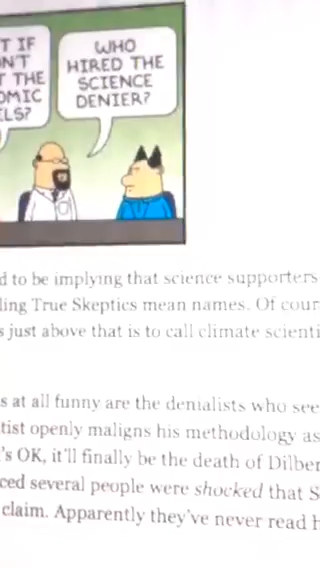 T IF
N'T
T THE
OMIC
LS?
WHO
HIRED THE
SCIENCE
DENIER?
d to be implying that science supporters
ling True Skeptics mean names. Of cour
s just above that is to call climate scienti
s at all funny are the denialists who see
tist openly maligns his methodology as
's OK, it'll finally be the death of Dilber
ced several people were shocked that S
claim. Apparently they've never read h